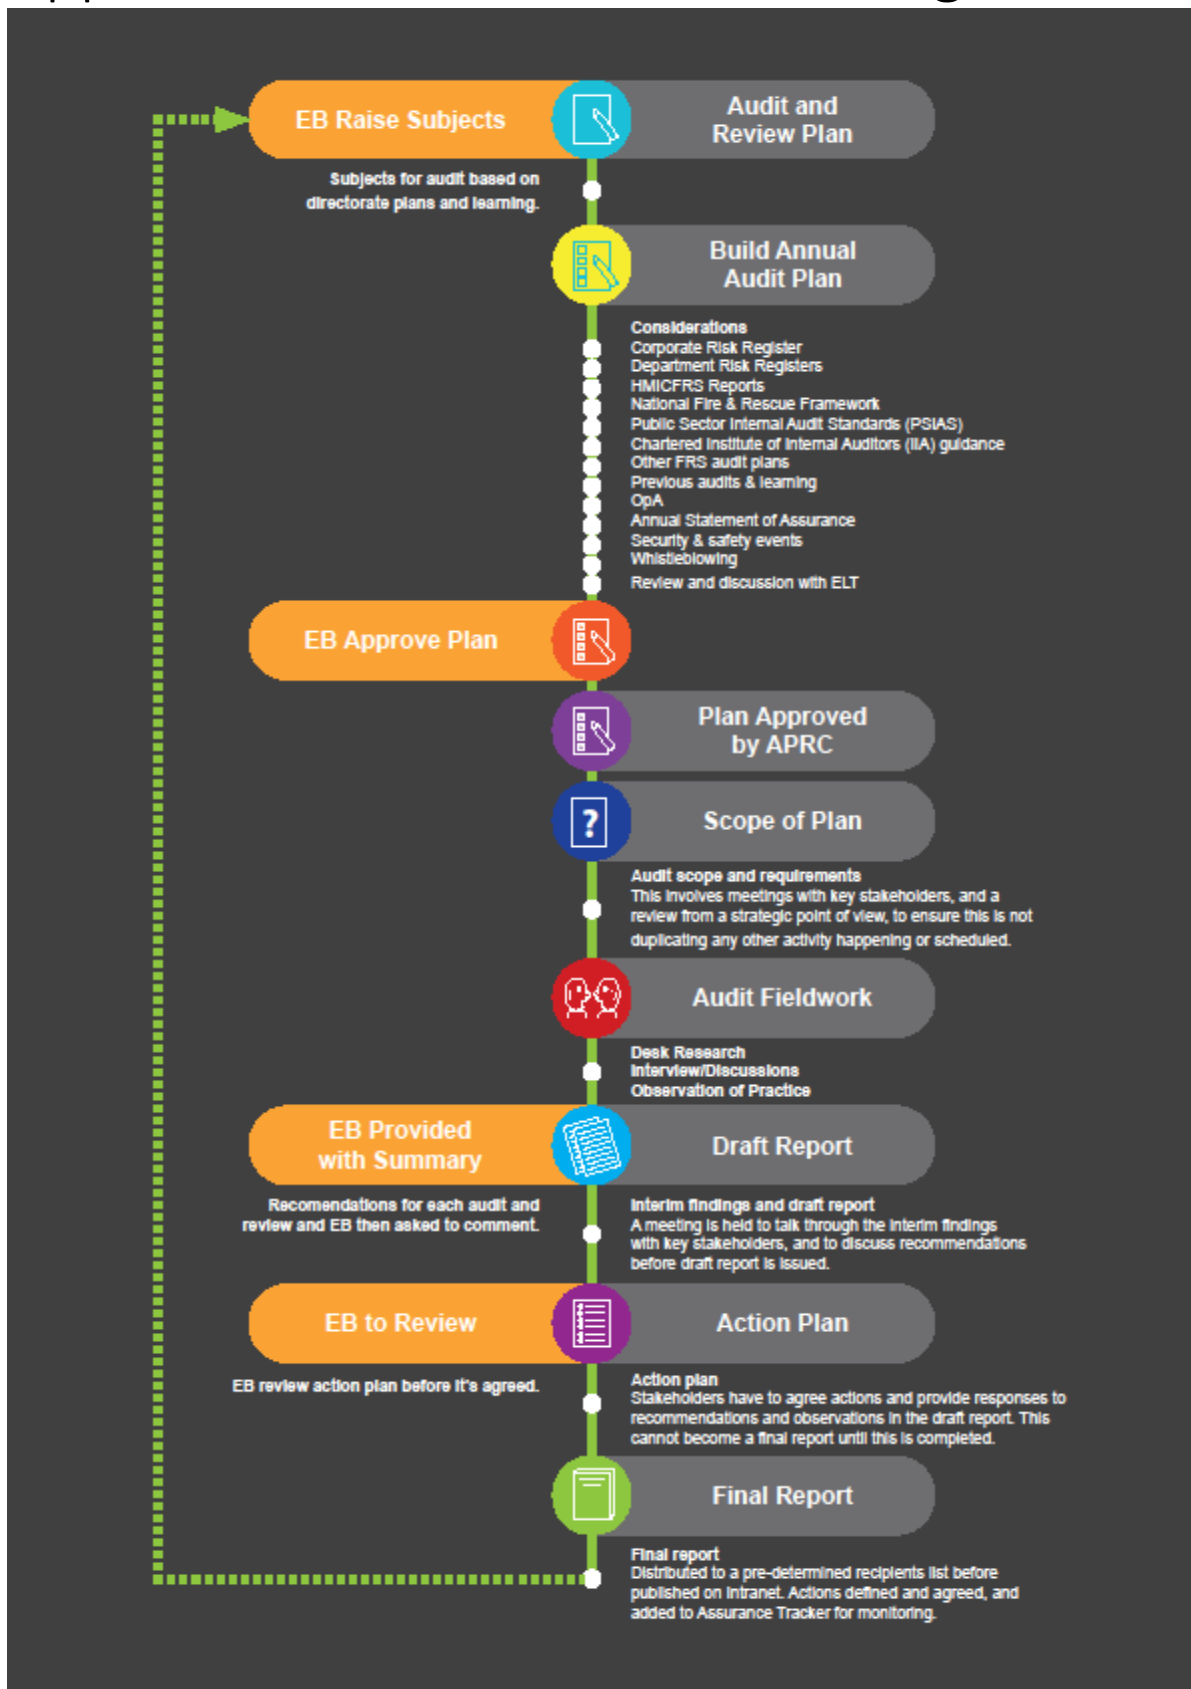 EB Raise Subjects
Audit and
Review Plan
Subjects for audit based on
directorate plans and learning.
Build Annual
Audit Plan
Considerations
Corporate Risk Register
Department Risk Registers
HMICFRS Reports
National Fire & Rescue Framework
Public Sector Internal Audit Standards (PSIAS)
Chartered Institute of Internal Auditors (IIA) guidance
Other FRS audit plans
Previous audits & learning
OpA
Annual Statement of Assurance
Security & safety events
Whistleblowing
Review and discussion with ELT
EB Approve Plan
Plan Approved
by APRC
?
Scope of Plan
Audit scope and requirements
This involves meetings with key stakeholders, and a
review from a strategic point of view, to ensure this is not
duplicating any other activity happening or scheduled.
Audit Fieldwork
Desk Research
Interview/Discussions
Observation of Practice
EB Provided
with Summary
Draft Report
Recomendations for each audit and
review and EB then asked to comment.
Interim findings and draft report
A meeting is held to talk through the interim findings
with key stakeholders, and to discuss recommendations
before draft report is issued.
EB to Review
Action Plan
EB review action plan before it's agreed.
Action plan
Stakeholders have to agree actions and provide responses to
recommendations and observations in the draft report. This
cannot become a final report until this is completed.
Final Report
Final report
Distributed to a pre-determined recipients list before
published on intranet. Actions defined and agreed, and
added to Assurance Tracker for monitoring.